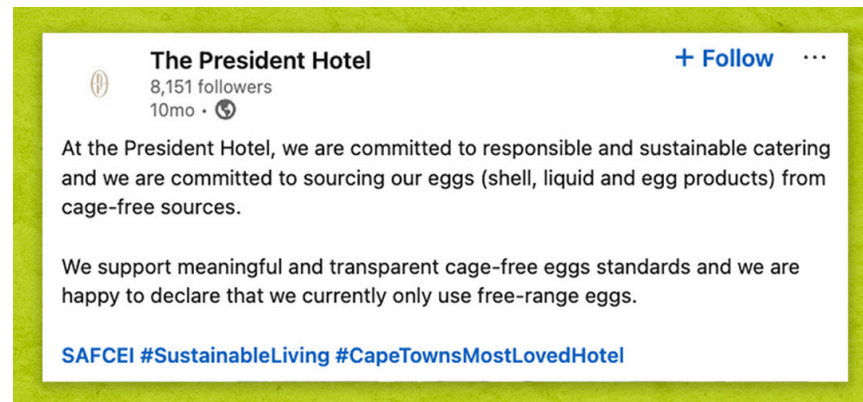 The President Hotel
+ Follow ...
8,151 followers
10mo •
At the President Hotel, we are committed to responsible and sustainable catering
and we are committed to sourcing our eggs (shell, liquid and egg products) from
cage-free sources.
We support meaningful and transparent cage-free eggs standards and we are
happy to declare that we currently only use free-range eggs.
SAFCEI #SustainableLiving #CapeTownsMostLovedHotel